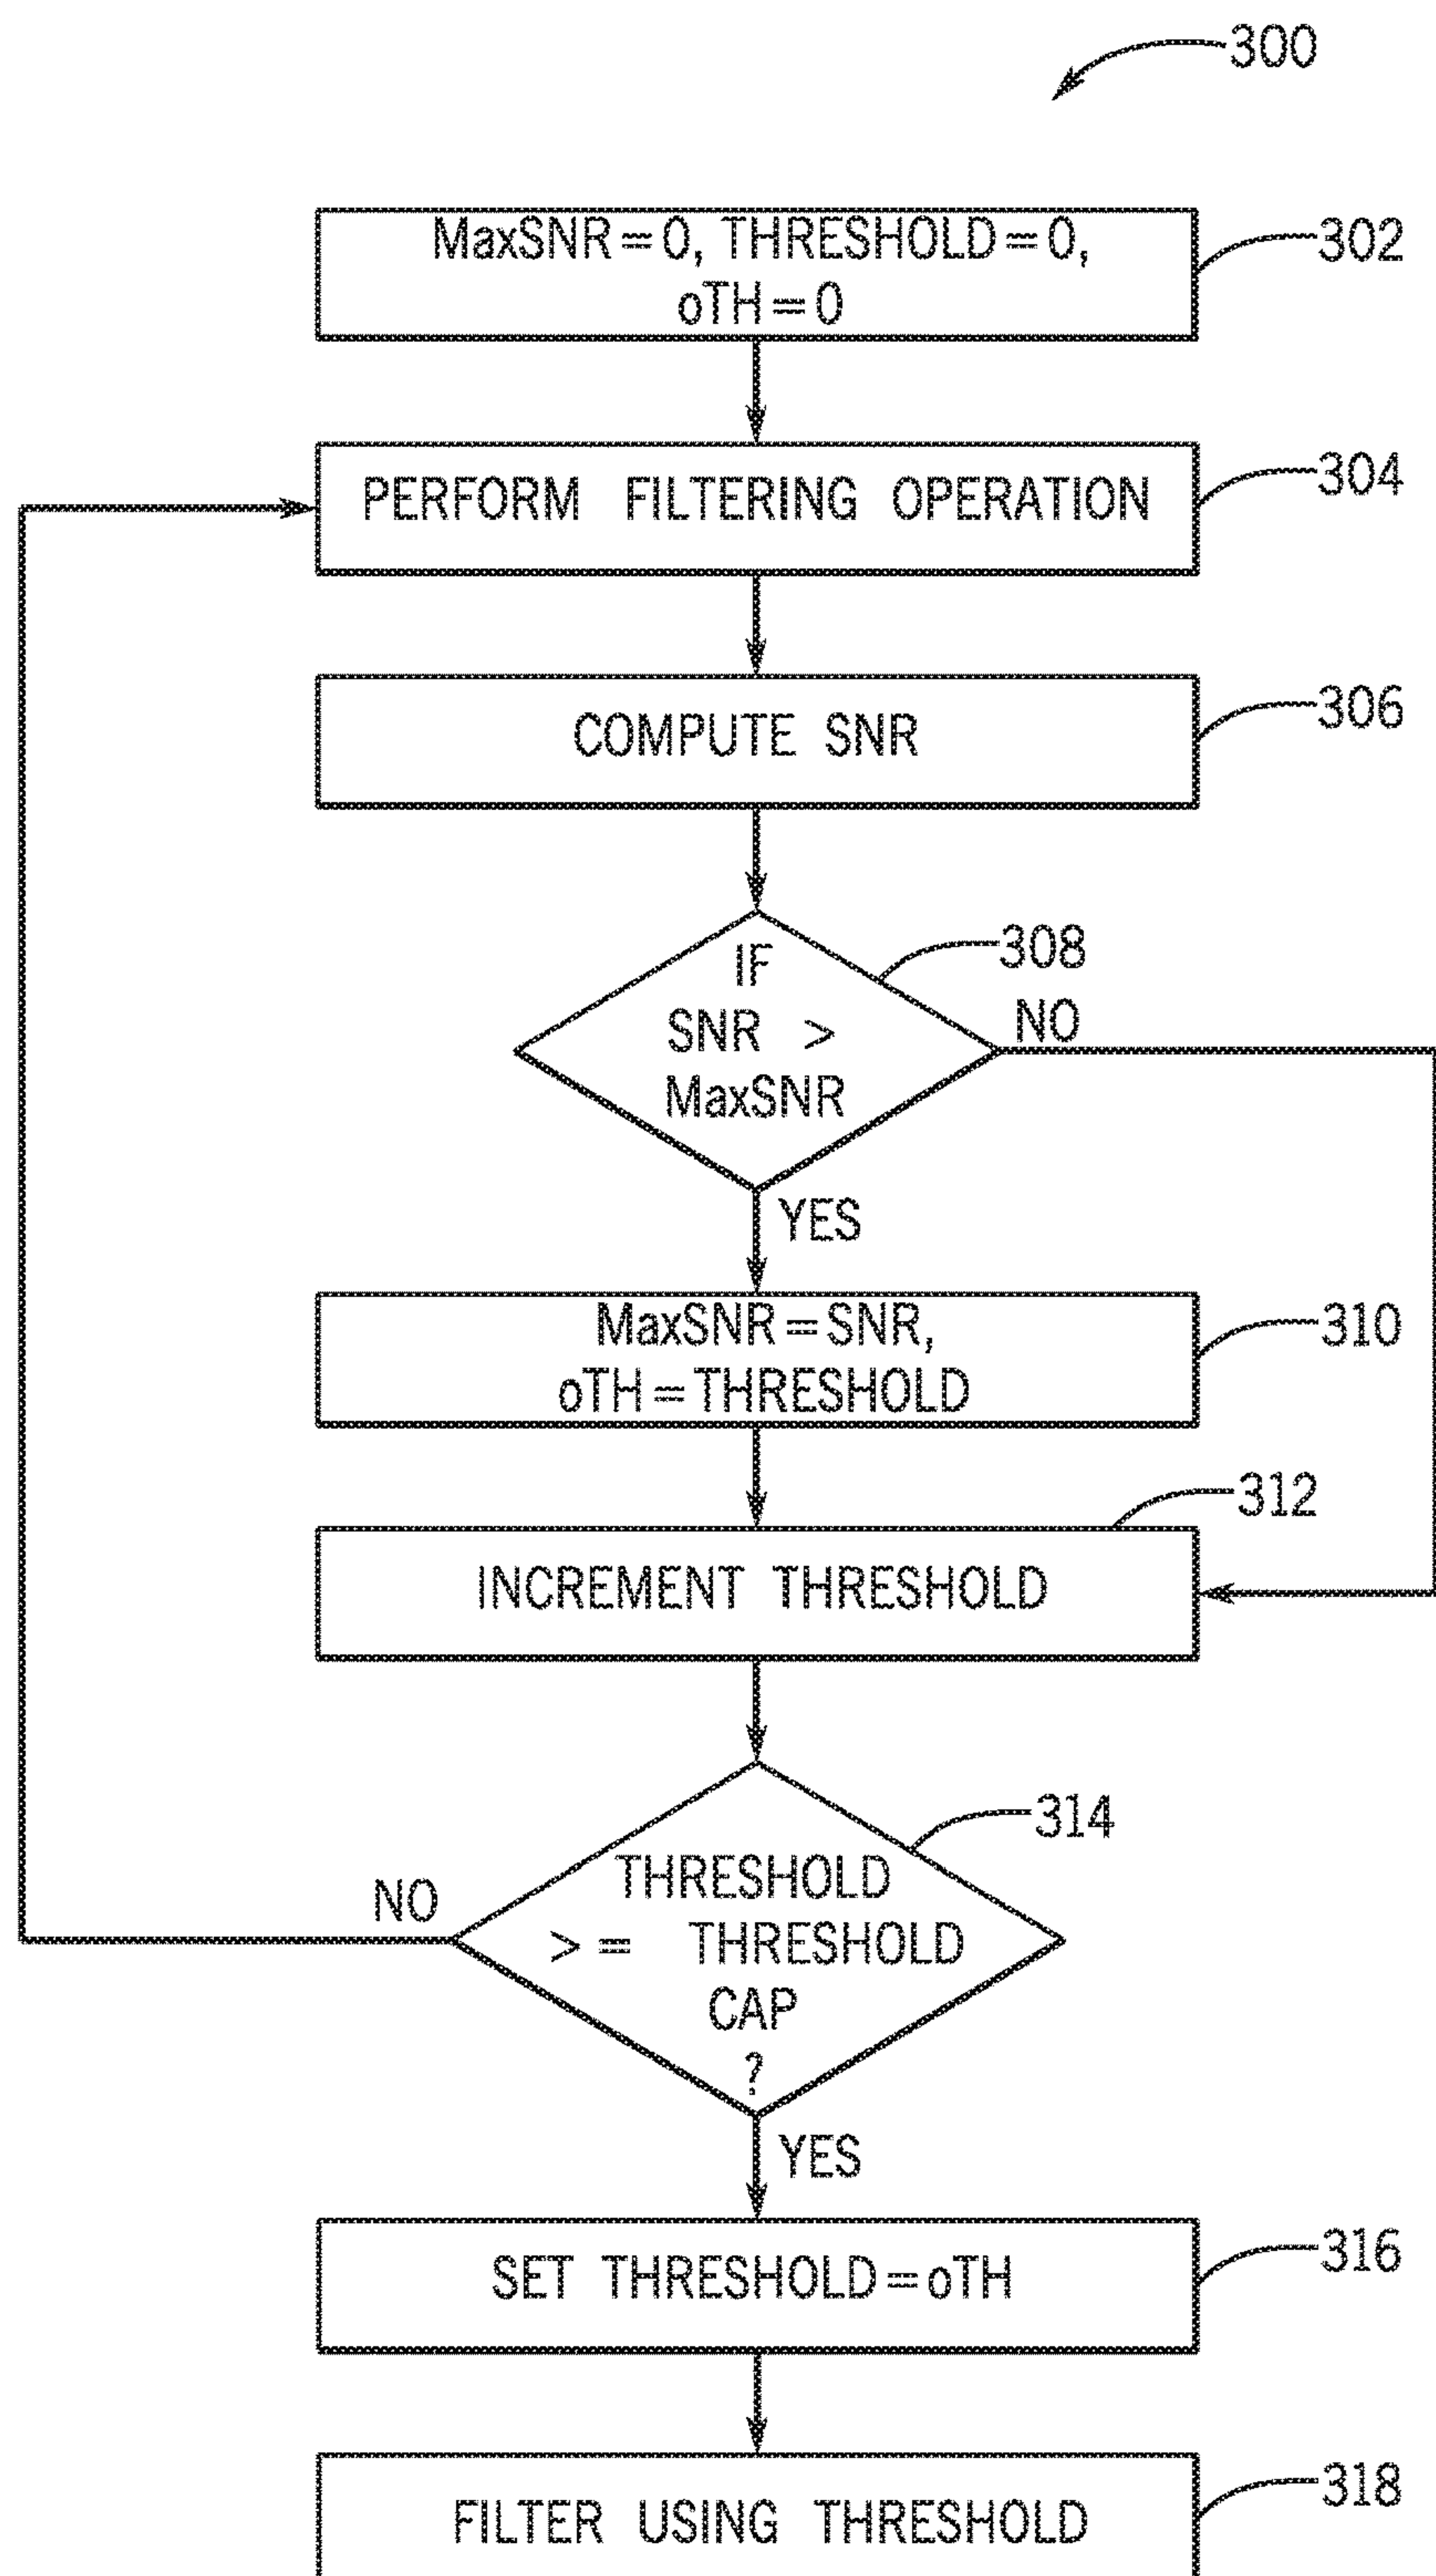 300
MaxSNR = 0, THRESHOLD = 0,
oTH = 0
302
PERFORM FILTERING OPERATION
304
COMPUTE SNR
306
IF
SNR >
MaxSNR
308
NO
YES
MaxSNR = SNR,
oTH = THRESHOLD
310
312
INCREMENT THRESHOLD
314
THRESHOLD
> = THRESHOLD
CAP
?
NO
YES
SET THRESHOLD = oTH
316
FILTER USING THRESHOLD
318